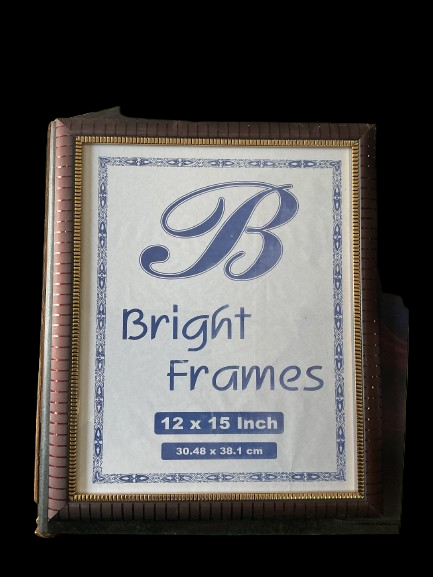 B
Bright
Frames
12 x 15 Inch
30.48 x 38.1 cm